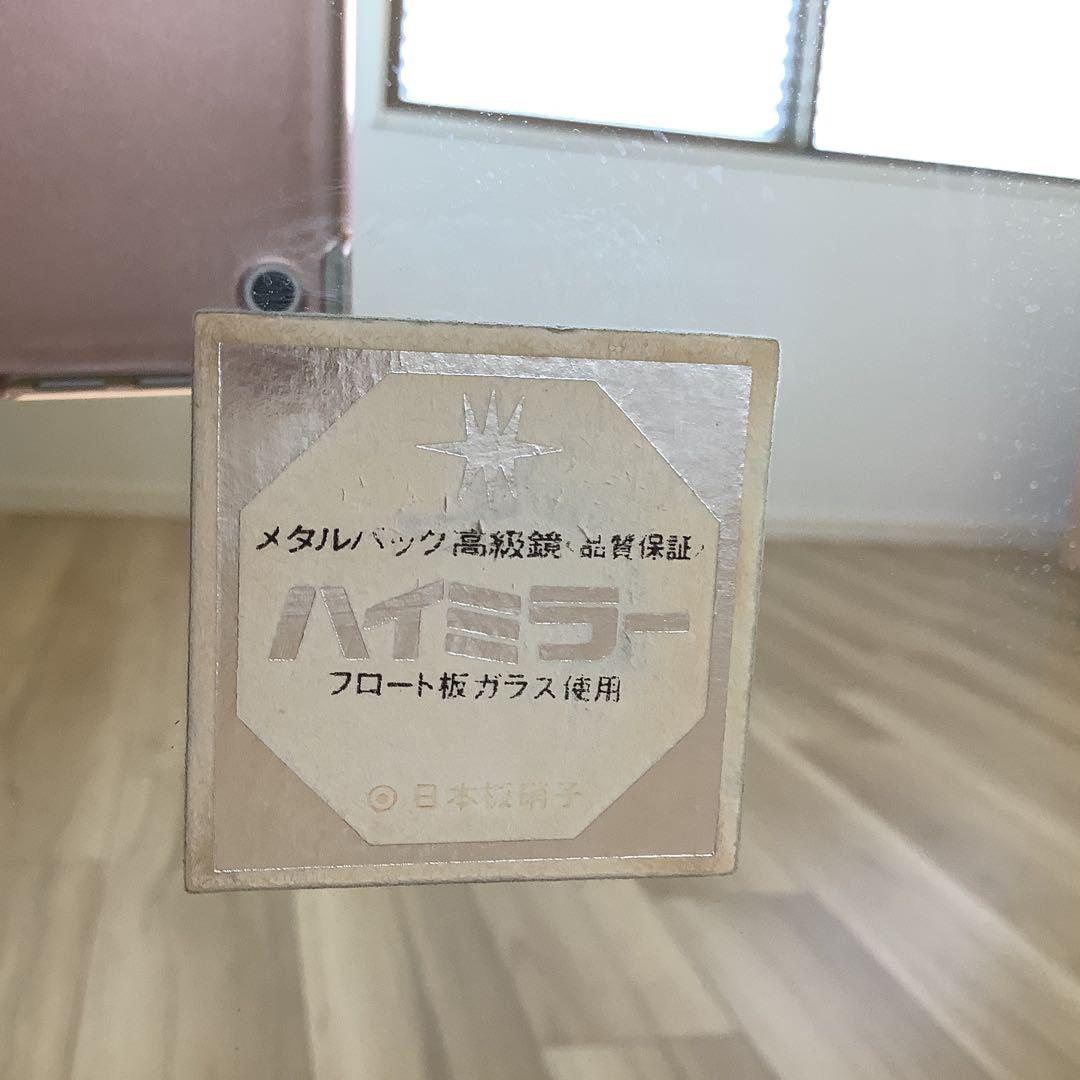 メタルバック高級鏡〈品質保証〉
ハイミラー
フロート板ガラス使用
日本板硝子